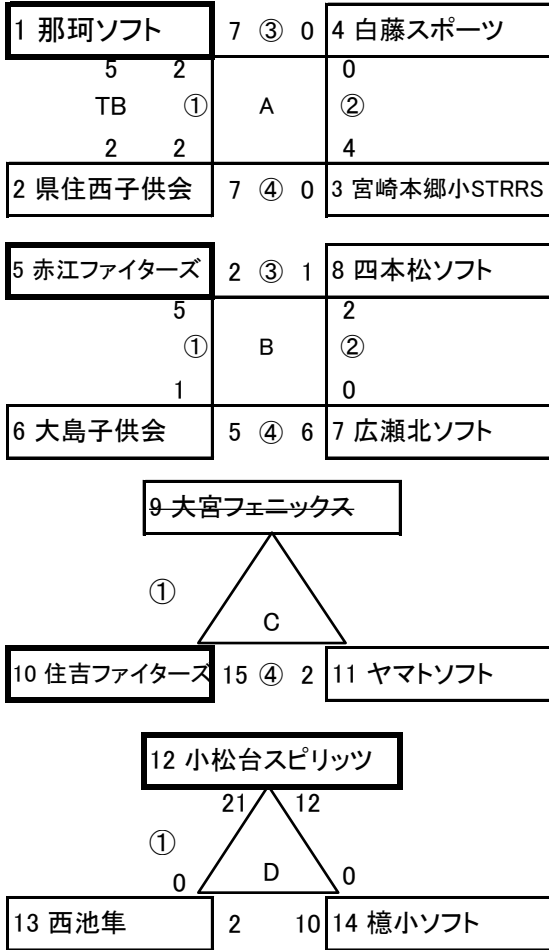 1 那珂ソフト 7 ③ 0 4 白藤スポーツ
5 2 0
TB ① A ②
2 2 4
2 県住西子供会 7 ④ 0 3 宮崎本郷小STRRS
5 赤江ファイターズ 2 ③ 1 8 四本松ソフト
5 2
① B ②
1 0
6 大島子供会 5 ④ 6 7 広瀬北ソフト
9 大宮フェニックス
①
C
10 住吉ファイターズ 15 ④ 2 11 ヤマトソフト
12 小松台スピリッツ
21 12
①
0 D 0
13 西池隼 2 10 14 檍小ソフト